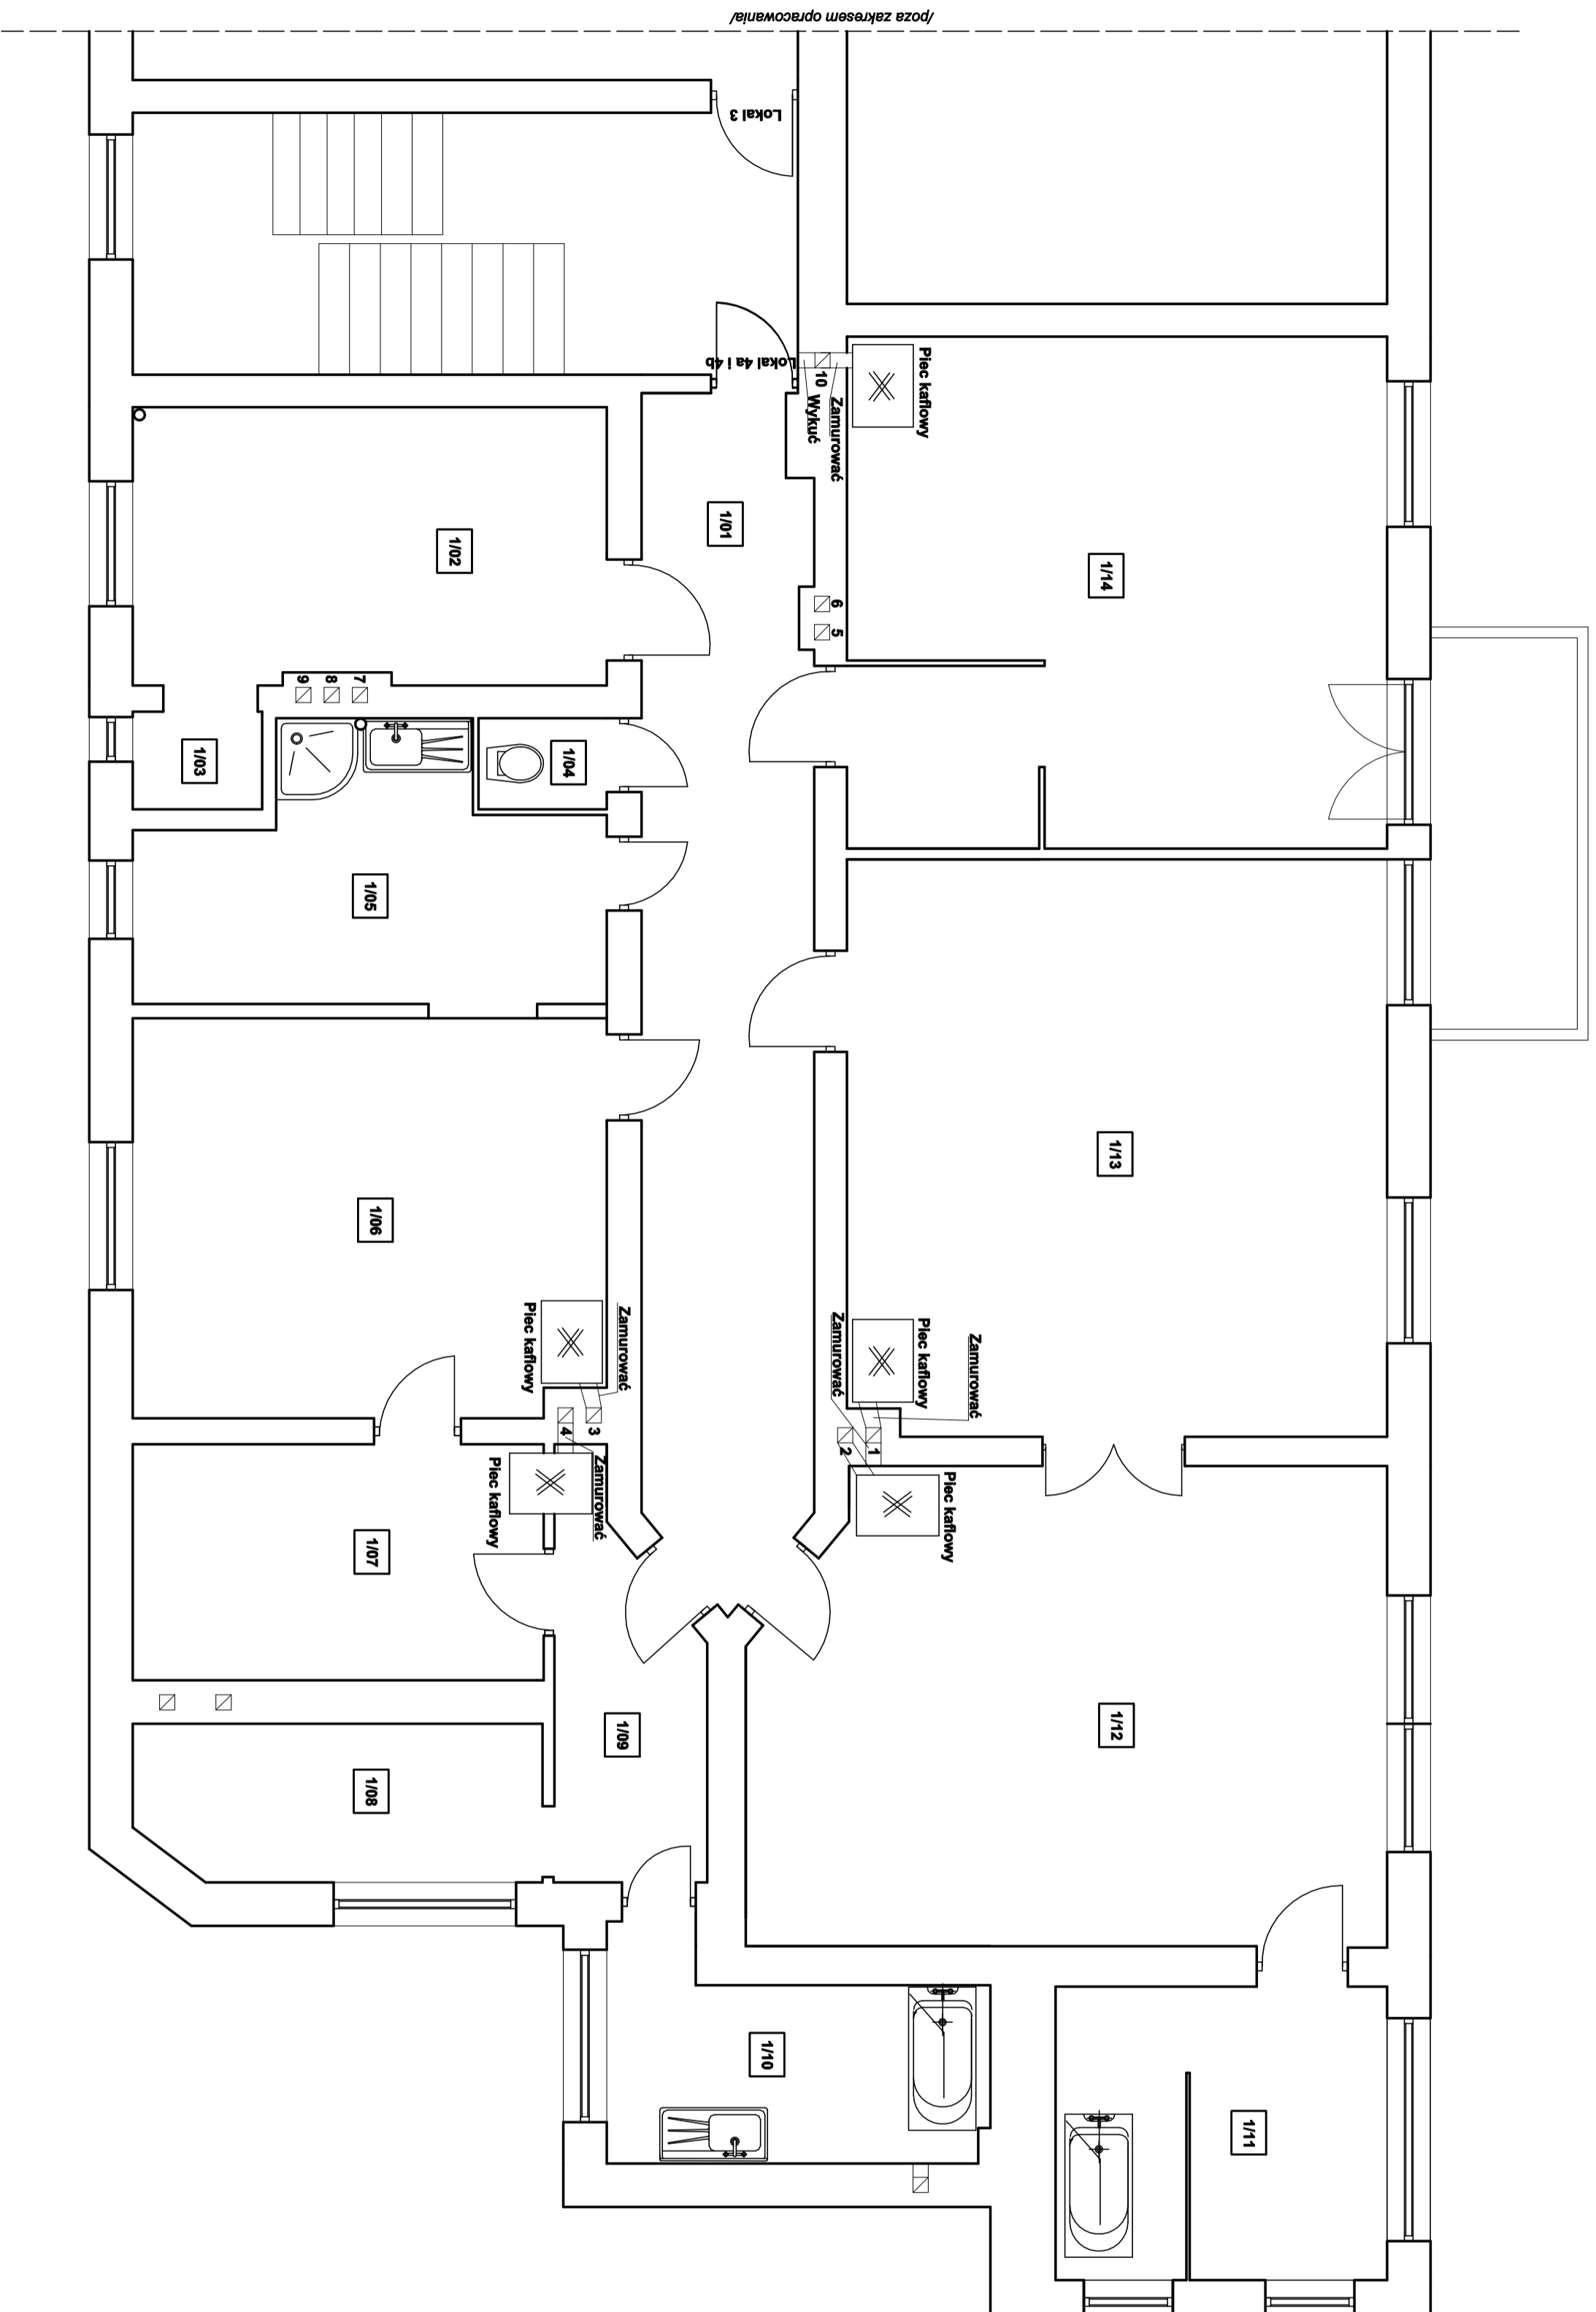 /poza zakresem opracowania/
Lokal 3
Lokal 4a i 4b
10
Wykuć
Zamurować
Piec kaflowy
1/01
1/02
1/14
6
5
9
8
7
1/03
1/04
1/05
1/13
1/06
Piec kaflowy
Zamurować
3
4
Zamurować
Piec kaflowy
Zamurować
Piec kaflowy
Zamurować
1
2
Piec kaflowy
1/07
1/08
1/09
1/12
1/10
1/11